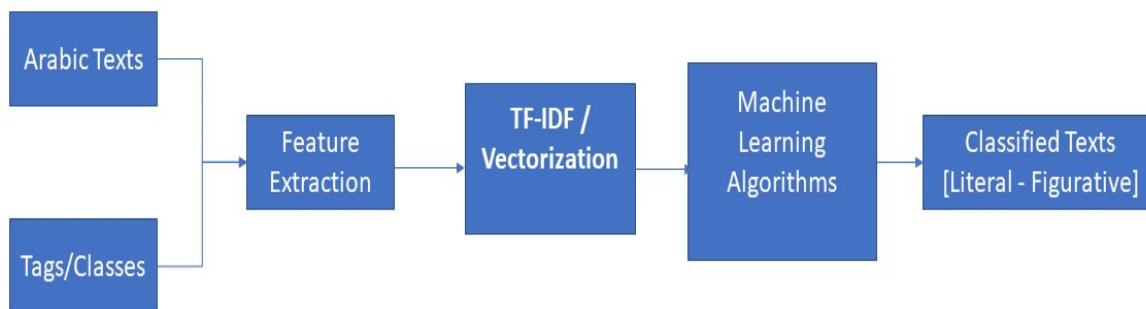 Arabic Texts
Tags/Classes
Feature
Extraction
TF-IDF /
Vectorization
Machine
Learning
Algorithms
Classified Texts
[Literal - Figurative]